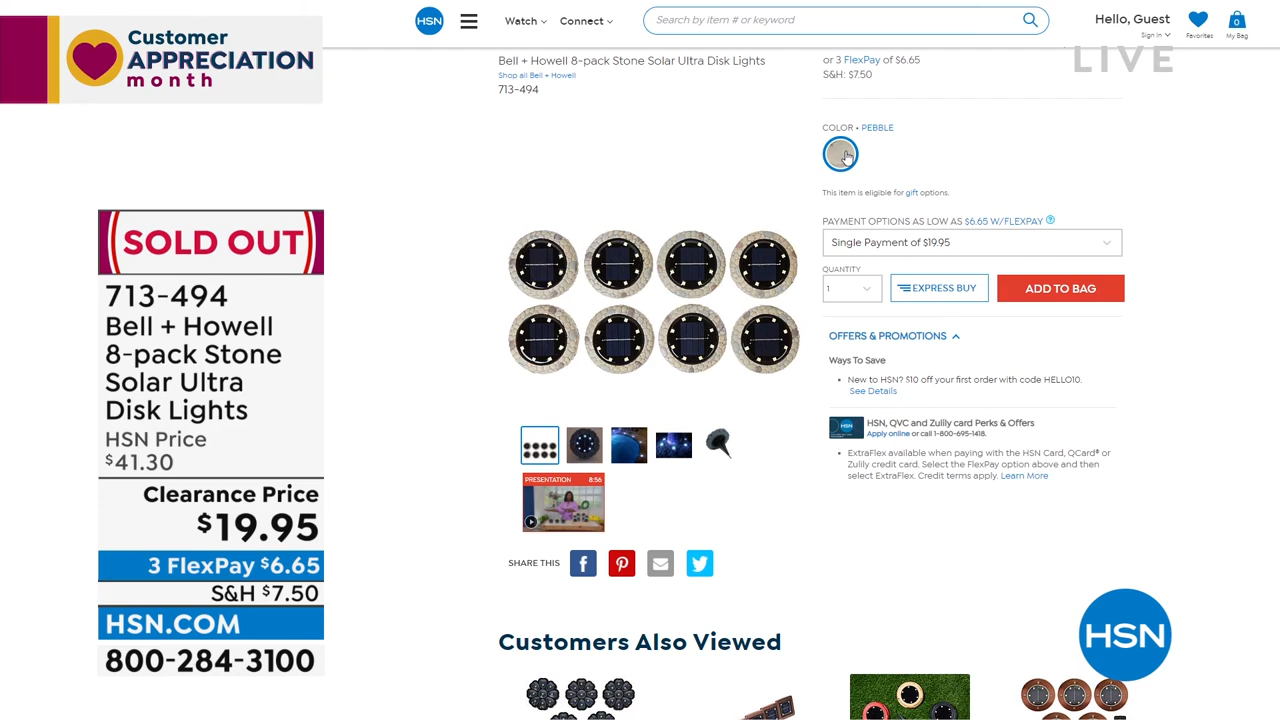 Customer
APPRECIATION
month
HSN
Watch
Connect
Search by item # or keyword
Hello, Guest
Sign in
Favorites
0
My Bag
LIVE
Bell + Howell 8-pack Stone Solar Ultra Disk Lights
Shop all Bell + Howell
713-494
or 3 FlexPay of $6.65
S&H: $7.50
COLOR • PEBBLE
This item is eligible for gift options.
PAYMENT OPTIONS AS LOW AS $6.65 W/FLEXPAY ?
Single Payment of $19.95
QUANTITY
1
EXPRESS BUY
ADD TO BAG
OFFERS & PROMOTIONS
Ways To Save
• New to HSN? $10 off your first order with code HELLO10.
See Details
HSN
HSN, QVC and Zulily card Perks & Offers
Apply online or call 1-800-695-1418.
• ExtraFlex available when paying with the HSN Card, QCard® or
Zulily credit card. Select the FlexPay option above and then
select ExtraFlex. Credit terms apply. Learn More
PRESENTATION 8:56
SHARE THIS
Customers Also Viewed
SOLD OUT
713-494
Bell + Howell
8-pack Stone
Solar Ultra
Disk Lights
HSN Price
$41.30
Clearance Price
$19.95
3 FlexPay $6.65
S&H $7.50
HSN.COM
800-284-3100
HSN